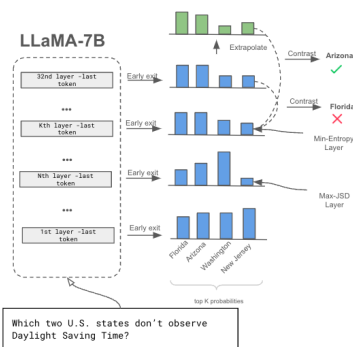 LLaMA-7B
Extrapolate
Contrast
Arizona
32nd layer -last
token
Early exit
...
Contrast
Florida
Kth layer -last
token
Early exit
Min-Entropy
Layer
...
Nth layer -last
token
Early exit
Max-JSD
Layer
...
1st layer -last
token
Early exit
Florida
Arizona
Washington
New Jersey
top K probabilities
Which two U.S. states don't observe
Daylight Saving Time?